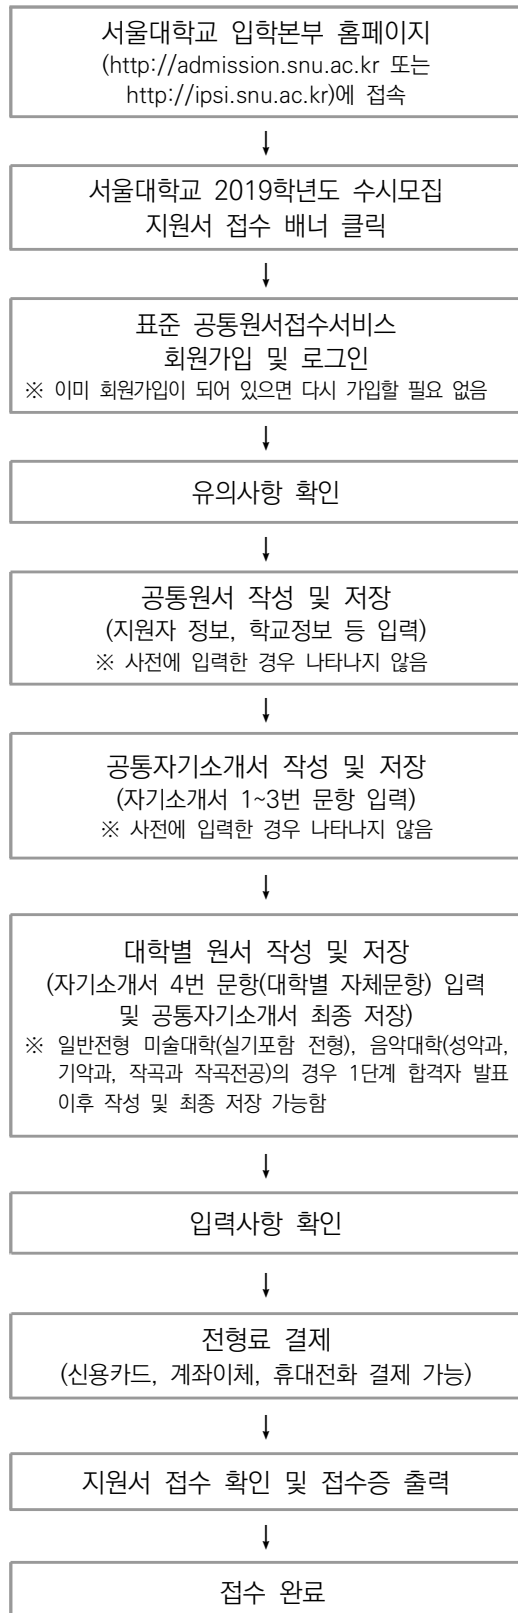 서울대학교 입학본부 홈페이지
(http://admission.snu.ac.kr 또는
http://ipsi.snu.ac.kr)에 접속
↓
서울대학교 2019학년도 수시모집
지원서 접수 배너 클릭
↓
표준 공통원서접수서비스
회원가입 및 로그인
※ 이미 회원가입이 되어 있으면 다시 가입할 필요 없음
↓
유의사항 확인
↓
공통원서 작성 및 저장
(지원자 정보, 학교정보 등 입력)
※ 사전에 입력한 경우 나타나지 않음
↓
공통자기소개서 작성 및 저장
(자기소개서 1~3번 문항 입력)
※ 사전에 입력한 경우 나타나지 않음
↓
대학별 원서 작성 및 저장
(자기소개서 4번 문항(대학별 자체문항) 입력
및 공통자기소개서 최종 저장)
※ 일반전형 미술대학(실기포함 전형), 음악대학(성악과,
기악과, 작곡과 작곡전공)의 경우 1단계 합격자 발표
이후 작성 및 최종 저장 가능함
↓
입력사항 확인
↓
전형료 결제
(신용카드, 계좌이체, 휴대전화 결제 가능)
↓
지원서 접수 확인 및 접수증 출력
↓
접수 완료